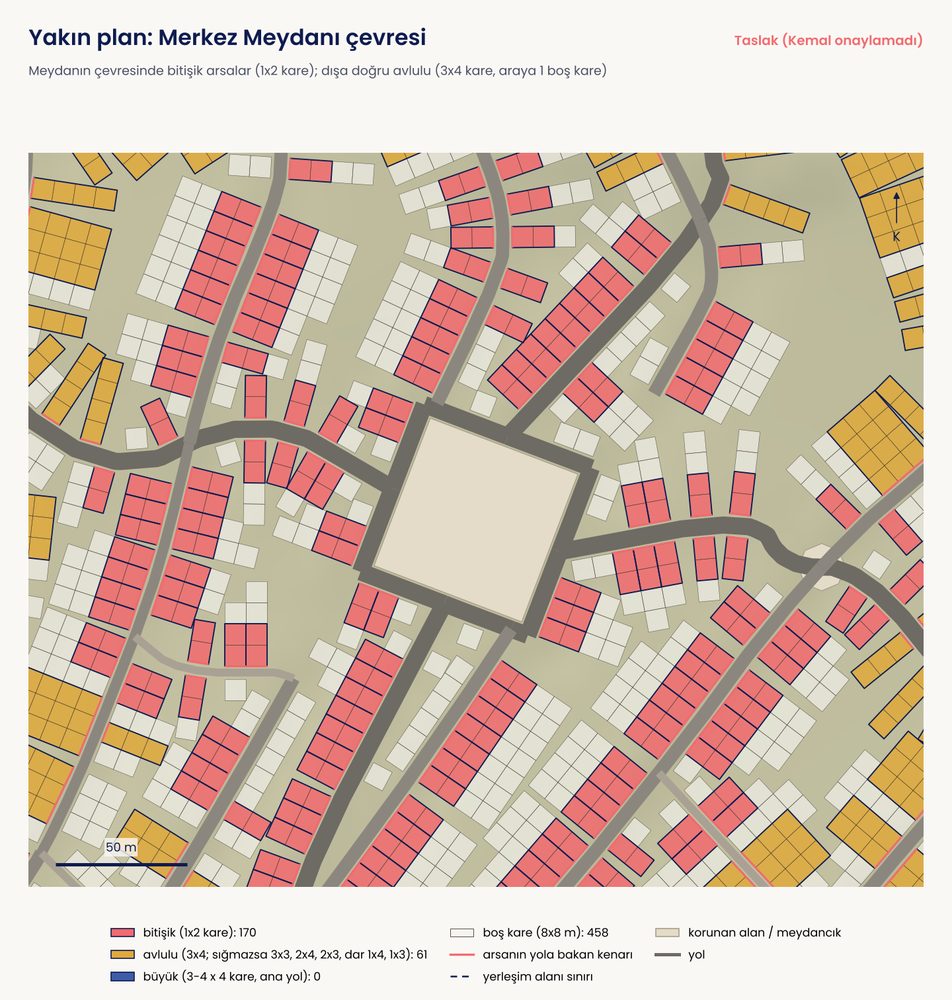 Yakın plan: Merkez Meydanı çevresi
Taslak (Kemal onaylamadı)
Meydanın çevresinde bitişik arsalar (1x2 kare); dışa doğru avlulu (3x4 kare, araya 1 boş kare)
K
50 m
bitişik (1x2 kare): 170
boş kare (8x8 m): 458
korunan alan / meydancık
avlulu (3x4; sığmazsa 3x3, 2x4, 2x3, dar 1x4, 1x3): 61
arsanın yola bakan kenarı
yol
büyük (3-4 x 4 kare, ana yol): 0
yerleşim alanı sınırı